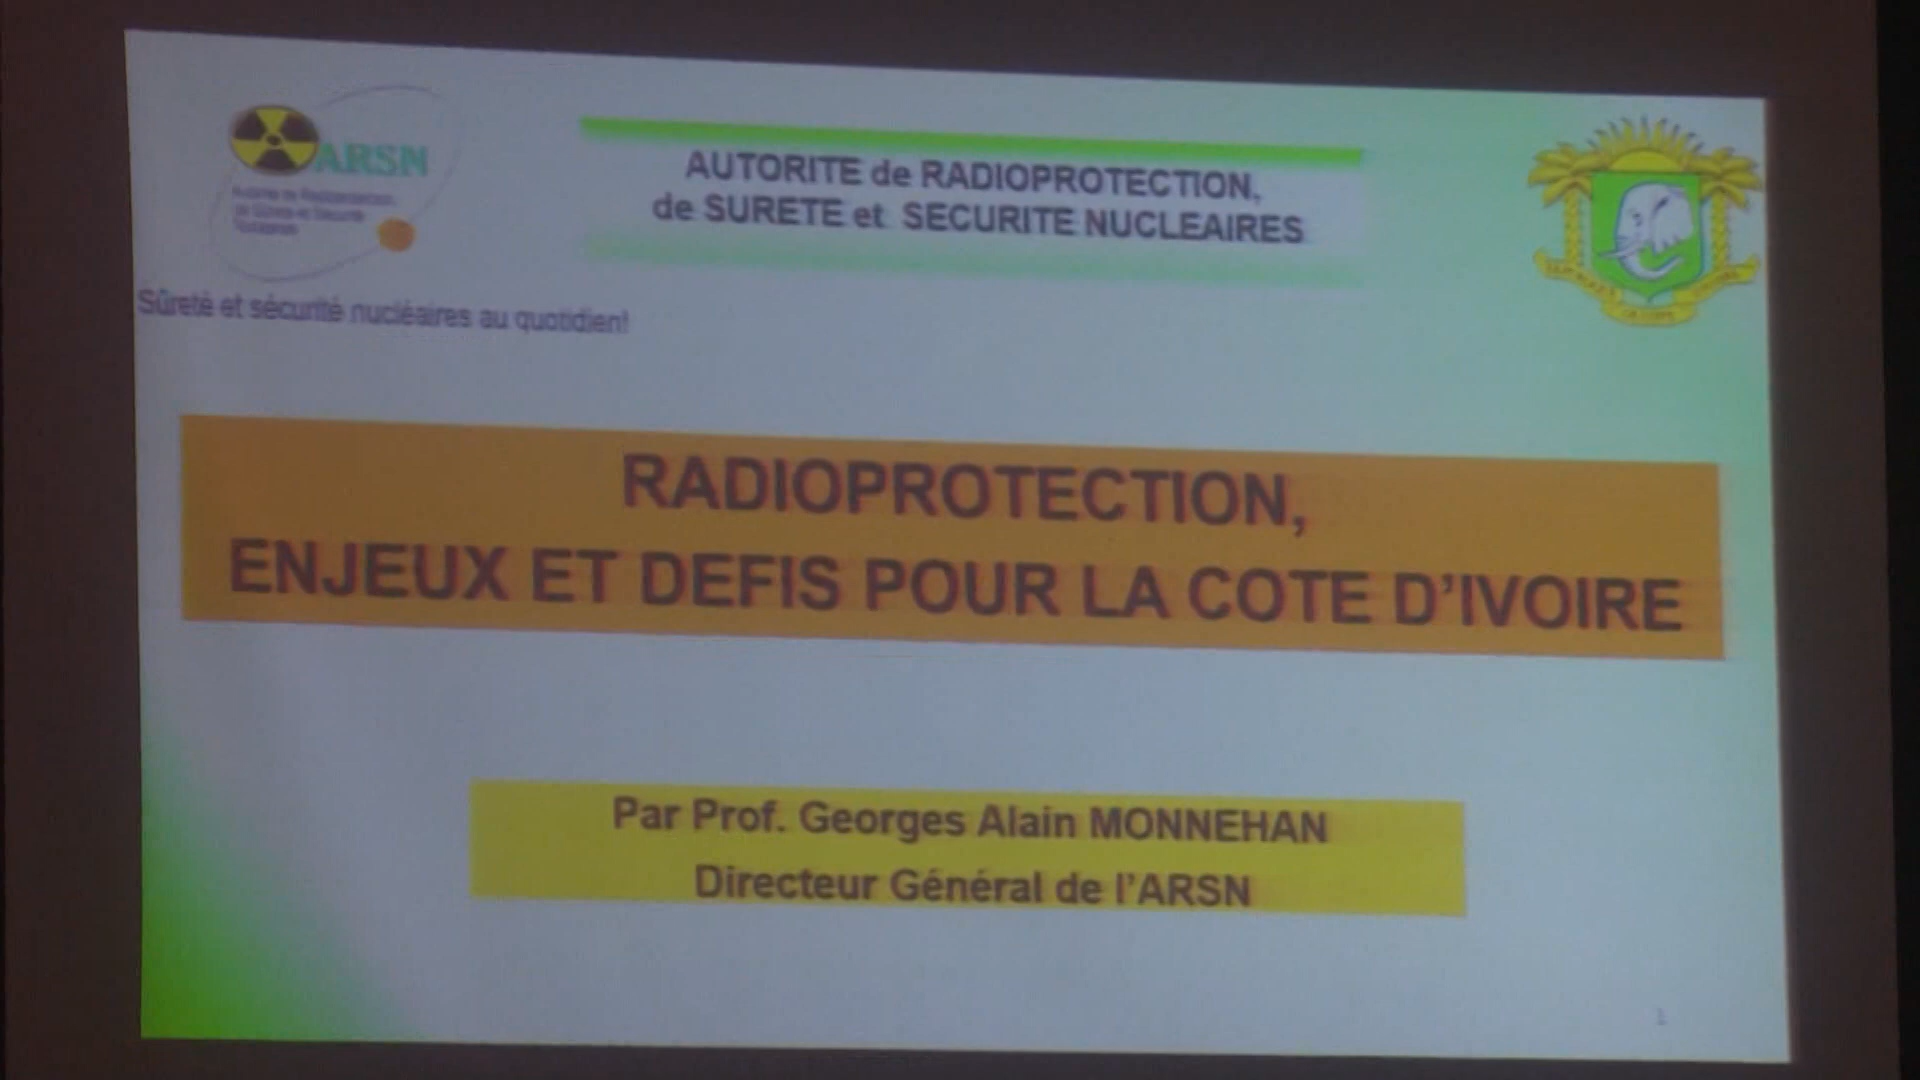 ARSN
AUTORITE de RADIOPROTECTION,
de SURETE et SECURITE NUCLEAIRES
Sûreté et sécurité nucléaires au quotidien!
RADIOPROTECTION,
ENJEUX ET DEFIS POUR LA COTE D'IVOIRE
Par Prof. Georges Alain MONNEHAN
Directeur Général de l'ARSN